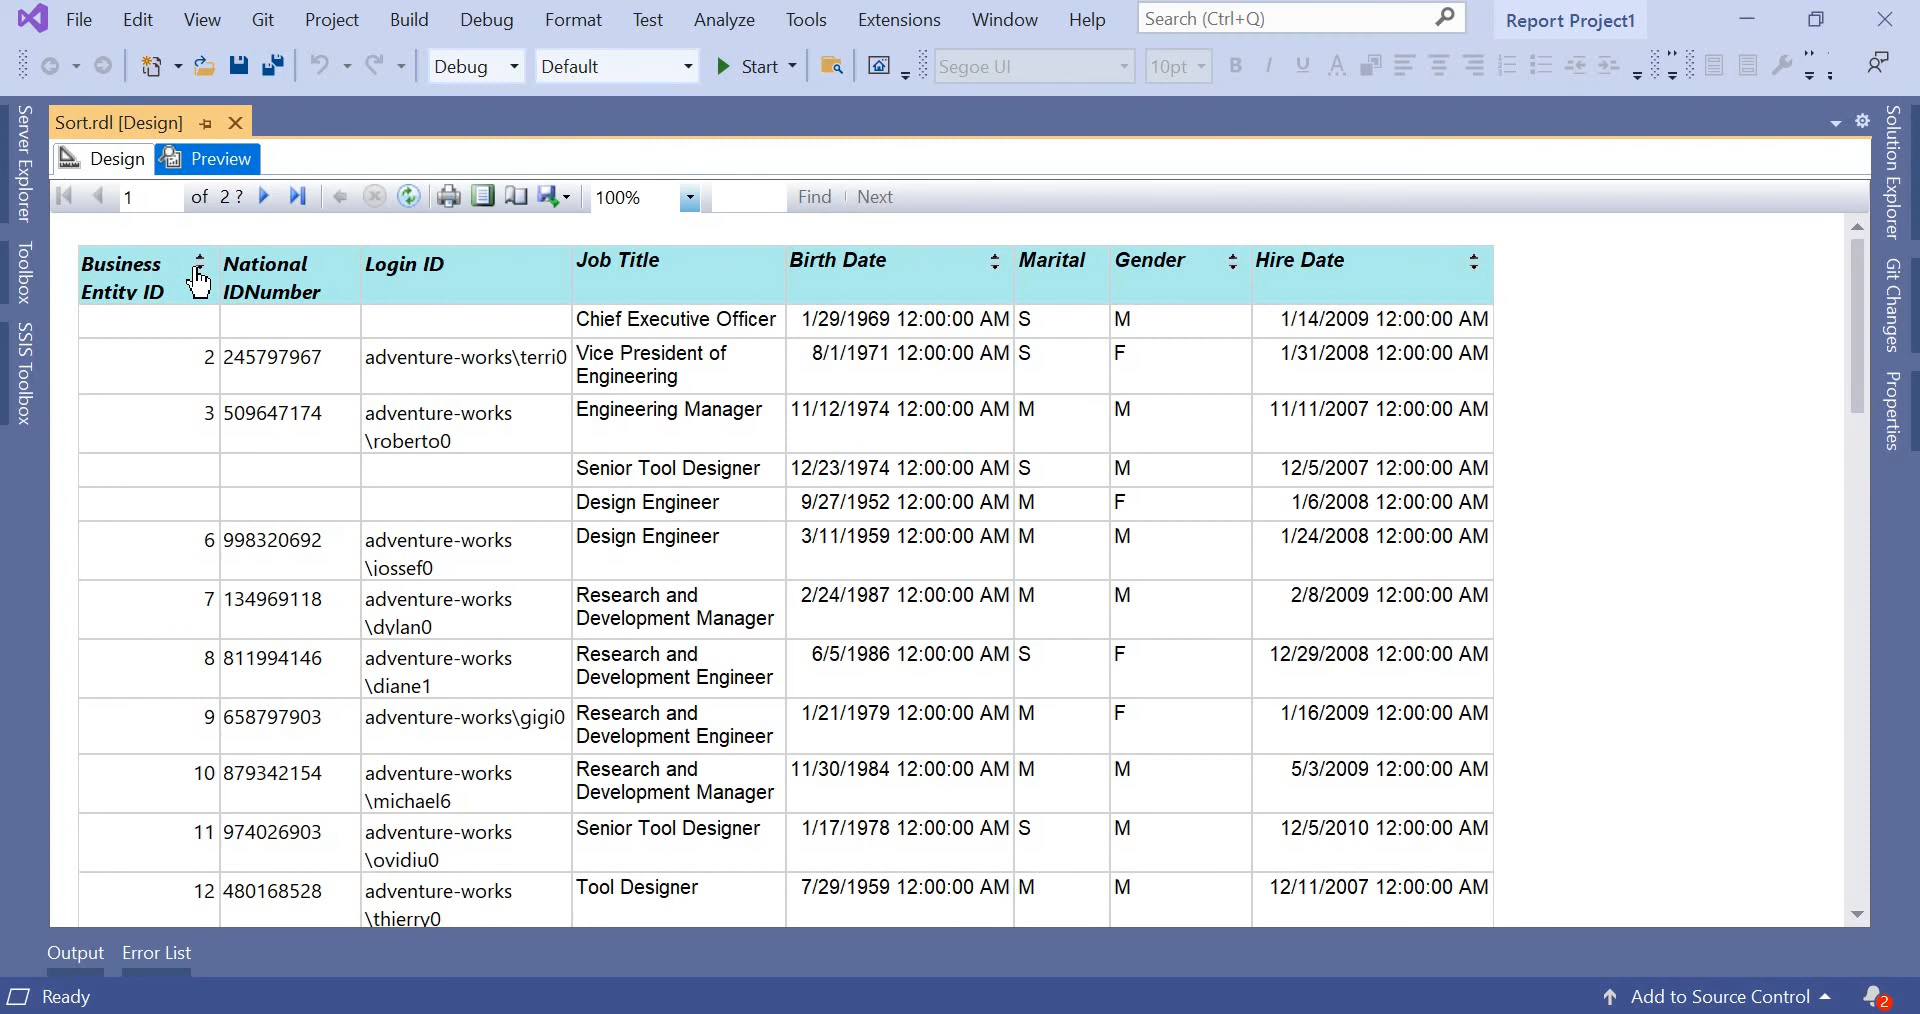 File Edit View Git Project Build Debug Format Test Analyze Tools Extensions Window Help Search (Ctrl+Q) Report Project1
Debug Default Start Segoe UI 10pt B I U A
Server Explorer
Toolbox
SSIS Toolbox
Sort.rdl [Design]
Design Preview
1 of 2 ? 100% Find Next
Business Entity ID National IDNumber Login ID Job Title Birth Date Marital Gender Hire Date
Chief Executive Officer 1/29/1969 12:00:00 AM S M 1/14/2009 12:00:00 AM
2 245797967 adventure-works\terri0 Vice President of Engineering 8/1/1971 12:00:00 AM S F 1/31/2008 12:00:00 AM
3 509647174 adventure-works \roberto0 Engineering Manager 11/12/1974 12:00:00 AM M M 11/11/2007 12:00:00 AM
Senior Tool Designer 12/23/1974 12:00:00 AM S M 12/5/2007 12:00:00 AM
Design Engineer 9/27/1952 12:00:00 AM M F 1/6/2008 12:00:00 AM
6 998320692 adventure-works \jossef0 Design Engineer 3/11/1959 12:00:00 AM M M 1/24/2008 12:00:00 AM
7 134969118 adventure-works \dylan0 Research and Development Manager 2/24/1987 12:00:00 AM M M 2/8/2009 12:00:00 AM
8 811994146 adventure-works \diane1 Research and Development Engineer 6/5/1986 12:00:00 AM S F 12/29/2008 12:00:00 AM
9 658797903 adventure-works\gigi0 Research and Development Engineer 1/21/1979 12:00:00 AM M F 1/16/2009 12:00:00 AM
10 879342154 adventure-works \michael6 Research and Development Manager 11/30/1984 12:00:00 AM M M 5/3/2009 12:00:00 AM
11 974026903 adventure-works \ovidiu0 Senior Tool Designer 1/17/1978 12:00:00 AM S M 12/5/2010 12:00:00 AM
12 480168528 adventure-works \thierry0 Tool Designer 7/29/1959 12:00:00 AM M M 12/11/2007 12:00:00 AM
Solution Explorer
Git Changes
Properties
Output Error List
Ready Add to Source Control 2